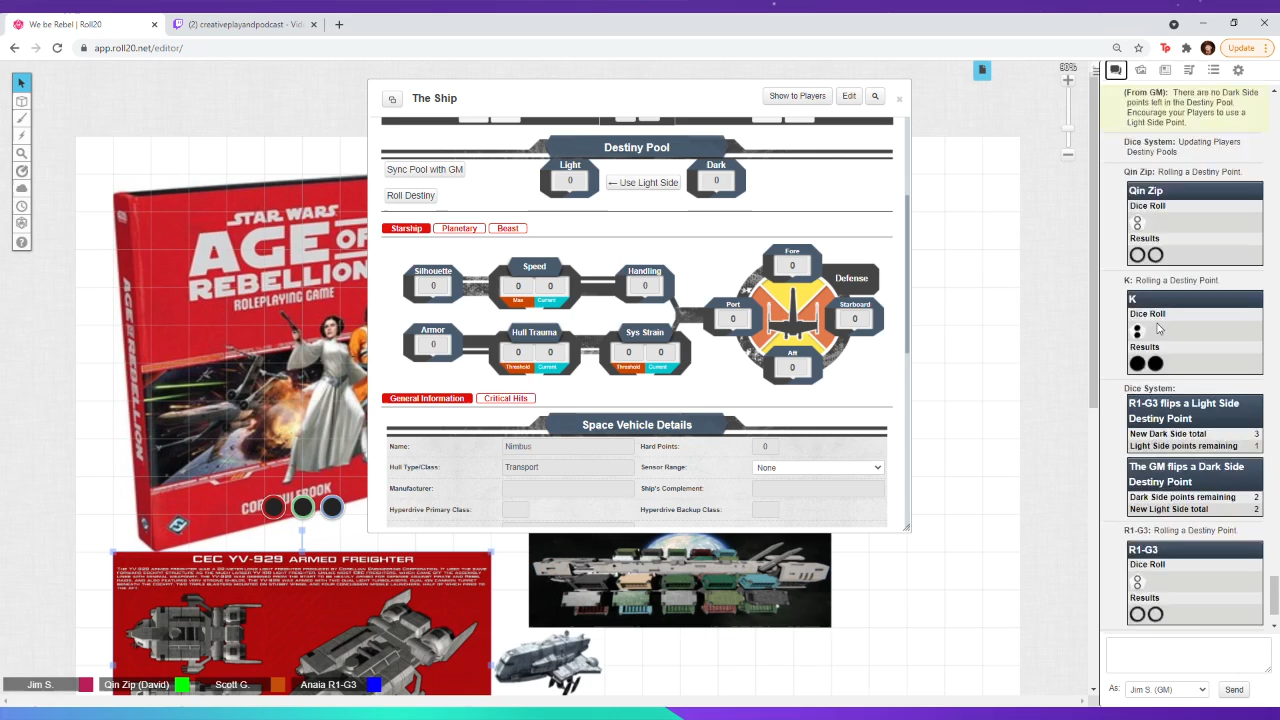 We be Rebel | Roll20
(2) creativeplayandpodcast - Vid
app.roll20.net/editor/
Update
The Ship
Show to Players
Edit
Destiny Pool
Sync Pool with GM
Roll Destiny
Light
0
← Use Light Side
Dark
0
Starship
Planetary
Beast
Silhouette
0
Speed
0 0
Max Current
Handling
0
Armor
0
Hull Trauma
0 0
Threshold Current
Sys Strain
0 0
Threshold Current
Fore
0
Defense
Port
0
Starboard
0
Aft
0
General Information
Critical Hits
Space Vehicle Details
Name: Nimbus Hard Points: 0
Hull Type/Class: Transport Sensor Range: None
Manufacturer: Ship's Complement:
Hyperdrive Primary Class: Hyperdrive Backup Class:
STAR WARS
AGE OF
REBELLION
ROLEPLAYING GAME
AGE OF REBELLION
CEC YV-929 ARMED FREIGHTER
Jim S.
Qin Zip (David)
Scott G.
Anaia R1-G3
80%
(From GM): There are no Dark Side
points left in the Destiny Pool.
Encourage your Players to use a
Light Side Point.
Dice System: Updating Players
Destiny Pools
Qin Zip: Rolling a Destiny Point.
Qin Zip
Dice Roll
Results
K: Rolling a Destiny Point.
K
Dice Roll
Results
Dice System:
R1-G3 flips a Light Side
Destiny Point
New Dark Side total 3
Light Side points remaining 1
The GM flips a Dark Side
Destiny Point
Dark Side points remaining 2
New Light Side total 2
R1-G3: Rolling a Destiny Point.
R1-G3
Dice Roll
Results
As: Jim S. (GM)
Send